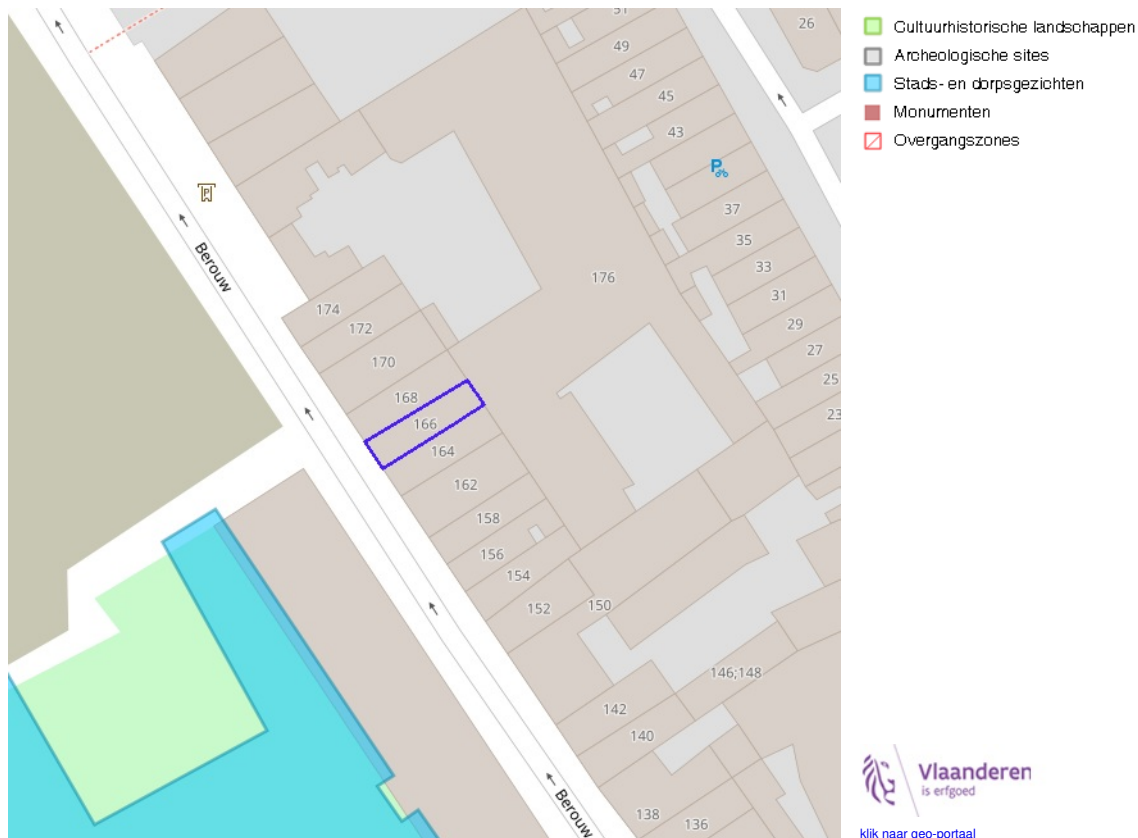 51
49
47
45
43
26
P
P
37
35
33
31
29
27
25
23
176
Berouw
174
172
170
168
166
164
162
158
156
154
152
150
146;148
142
140
138
136
Berouw
Cultuurhistorische landschappen
Archeologische sites
Stads- en dorpsgezichten
Monumenten
Overgangszones
Vlaanderen
is erfgoed
klik naar geo-portaal